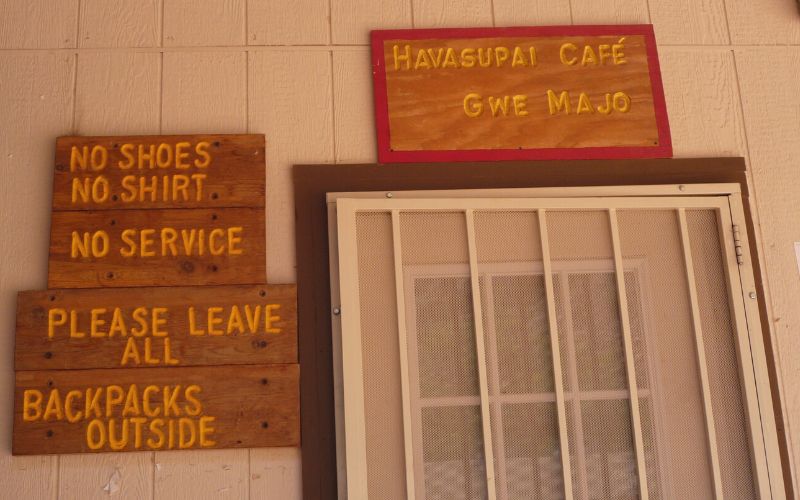 HAVASUPAI CAFÉ
GWE MAJO
NO SHOES
NO SHIRT
NO SERVICE
PLEASE LEAVE
ALL
BACKPACKS
OUTSIDE